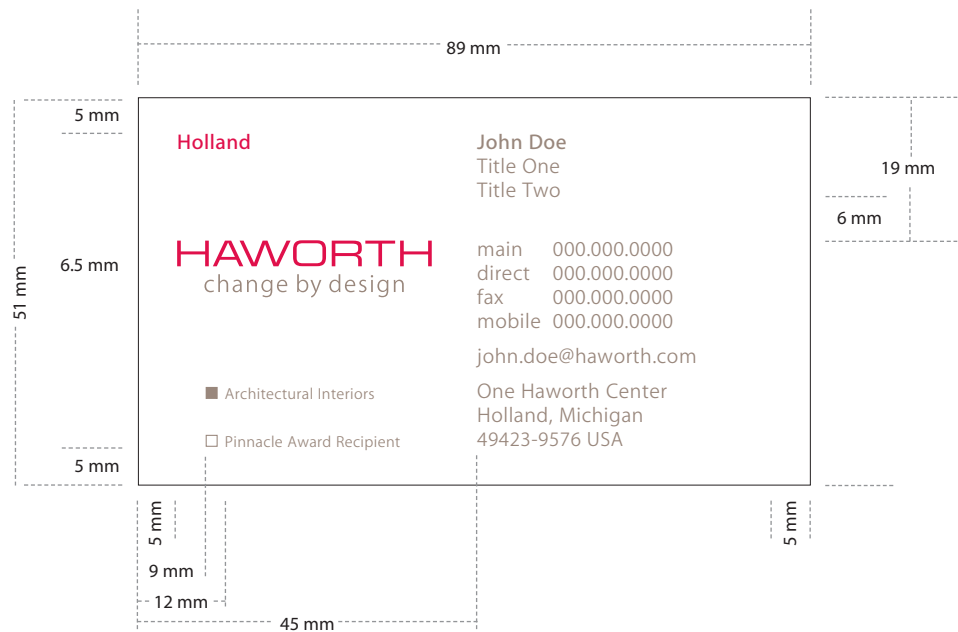 89 mm
5 mm
Holland
John Doe
Title One
Title Two
19 mm
6 mm
6.5 mm
51 mm
HAWORTH
change by design
main 000.000.0000
direct 000.000.0000
fax 000.000.0000
mobile 000.000.0000
john.doe@haworth.com
Architectural Interiors
Pinnacle Award Recipient
One Haworth Center
Holland, Michigan
49423-9576 USA
5 mm
5 mm
5 mm
9 mm
12 mm
45 mm